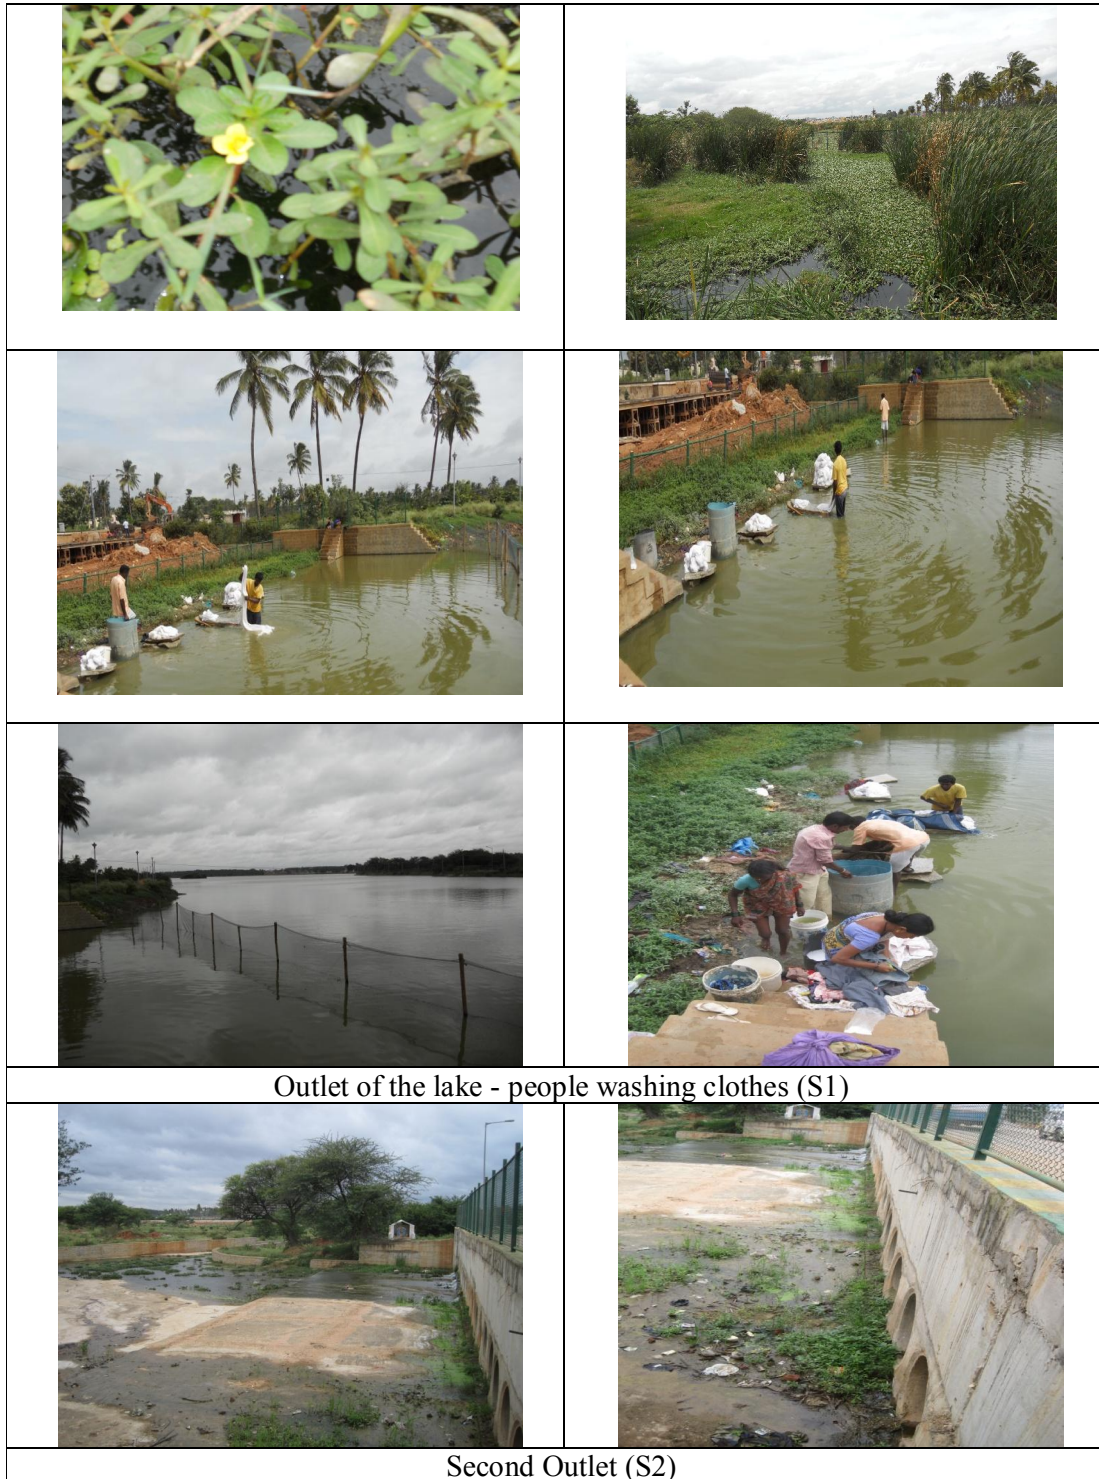 Outlet of the lake - people washing clothes (S1)
Second Outlet (S2)